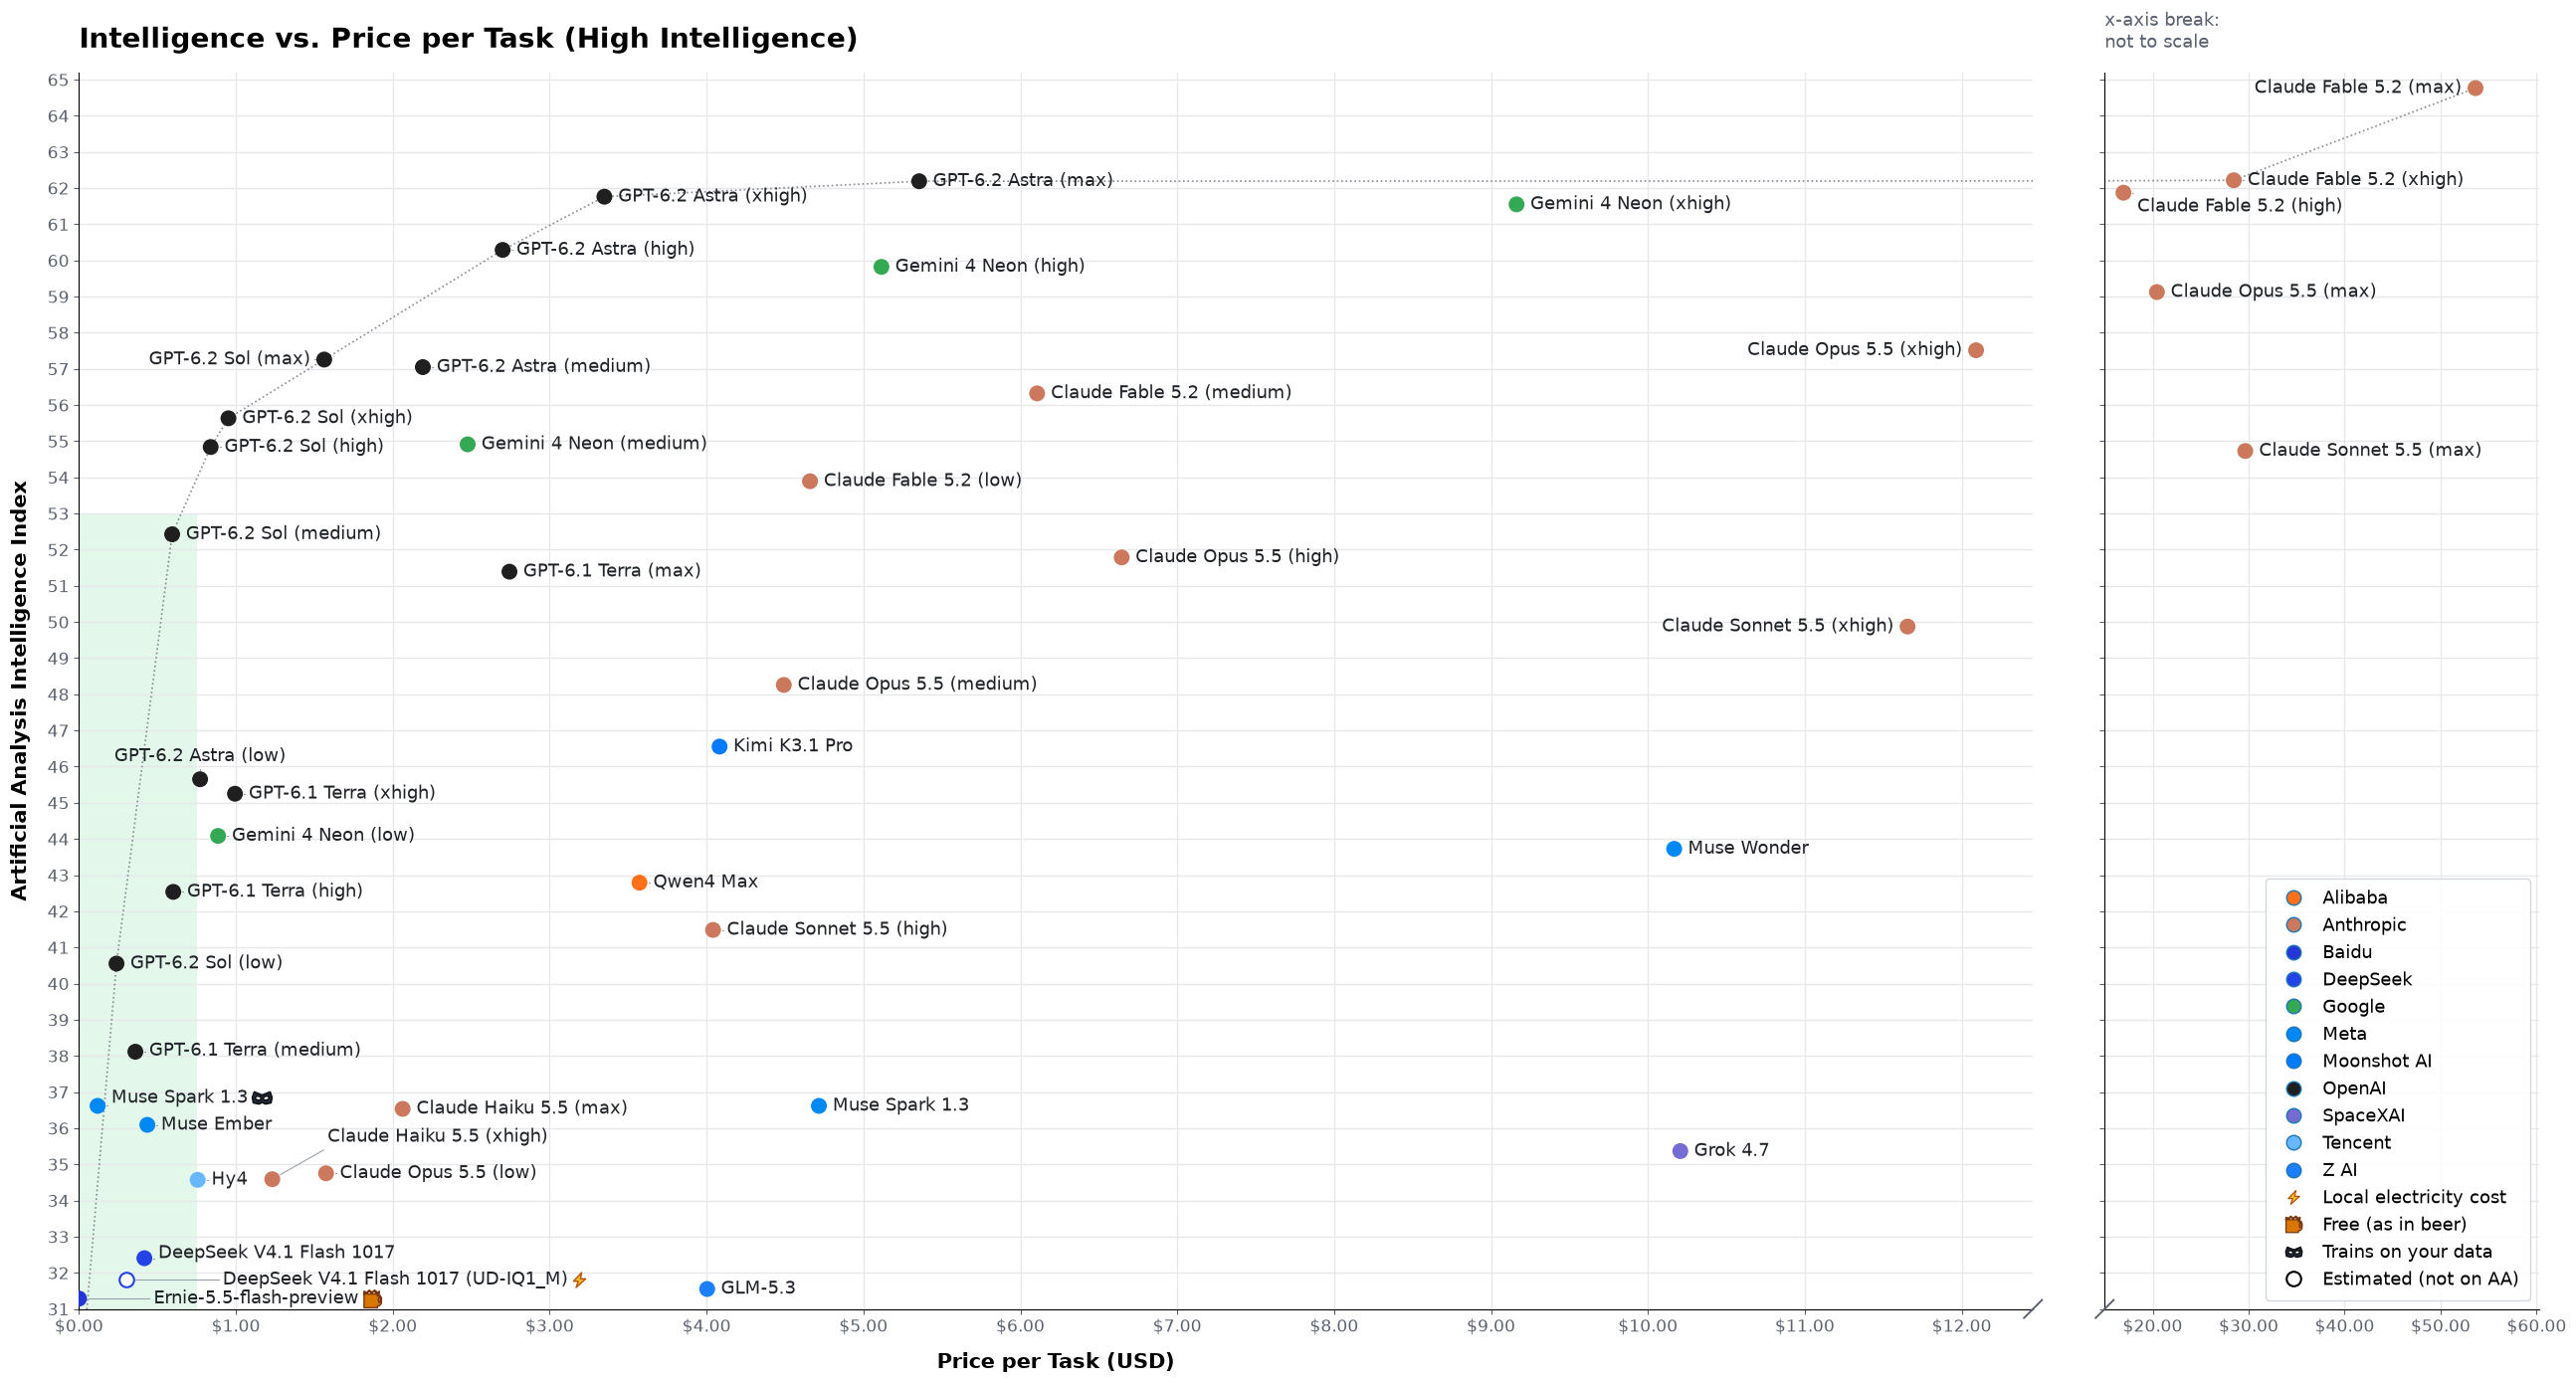 Intelligence vs. Price per Task (High Intelligence)
x-axis break:
not to scale
Artificial Analysis Intelligence Index
65
64
63
62
61
60
59
58
57
56
55
54
53
52
51
50
49
48
47
46
45
44
43
42
41
40
39
38
37
36
35
34
33
32
31
Claude Fable 5.2 (max)
GPT-6.2 Astra (max)
Claude Fable 5.2 (xhigh)
GPT-6.2 Astra (xhigh)
Gemini 4 Neon (xhigh)
Claude Fable 5.2 (high)
GPT-6.2 Astra (high)
Gemini 4 Neon (high)
Claude Opus 5.5 (max)
GPT-6.2 Sol (max)
GPT-6.2 Astra (medium)
Claude Opus 5.5 (xhigh)
Claude Fable 5.2 (medium)
GPT-6.2 Sol (xhigh)
GPT-6.2 Sol (high)
Gemini 4 Neon (medium)
Claude Sonnet 5.5 (max)
Claude Fable 5.2 (low)
GPT-6.2 Sol (medium)
Claude Opus 5.5 (high)
GPT-6.1 Terra (max)
Claude Sonnet 5.5 (xhigh)
Claude Opus 5.5 (medium)
Kimi K3.1 Pro
GPT-6.2 Astra (low)
GPT-6.1 Terra (xhigh)
Gemini 4 Neon (low)
Muse Wonder
GPT-6.1 Terra (high)
Qwen4 Max
Claude Sonnet 5.5 (high)
GPT-6.2 Sol (low)
GPT-6.1 Terra (medium)
Muse Spark 1.3
Claude Haiku 5.5 (max)
Muse Spark 1.3
Muse Ember
Claude Haiku 5.5 (xhigh)
Grok 4.7
Hy4
Claude Opus 5.5 (low)
DeepSeek V4.1 Flash 1017
DeepSeek V4.1 Flash 1017 (UD-IQ1_M)
Ernie-5.5-flash-preview
GLM-5.3
Alibaba
Anthropic
Baidu
DeepSeek
Google
Meta
Moonshot AI
OpenAI
SpaceXAI
Tencent
Z AI
Local electricity cost
Free (as in beer)
Trains on your data
Estimated (not on AA)
$0.00
$1.00
$2.00
$3.00
$4.00
$5.00
$6.00
$7.00
$8.00
$9.00
$10.00
$11.00
$12.00
$20.00
$30.00
$40.00
$50.00
$60.00
Price per Task (USD)